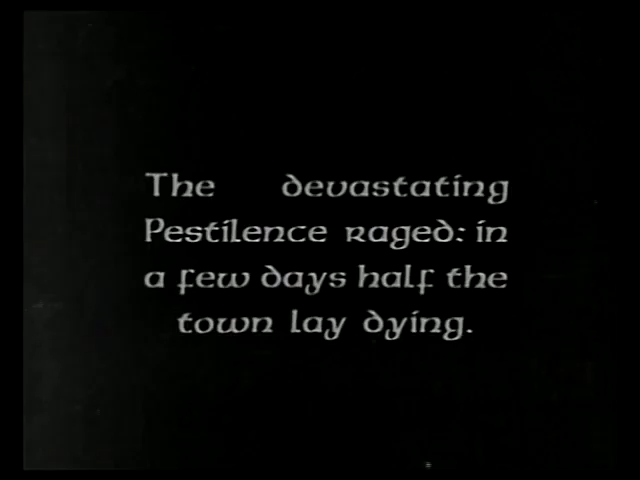 The devastating
Pestilence raged: in
a few days half the
town lay dying.